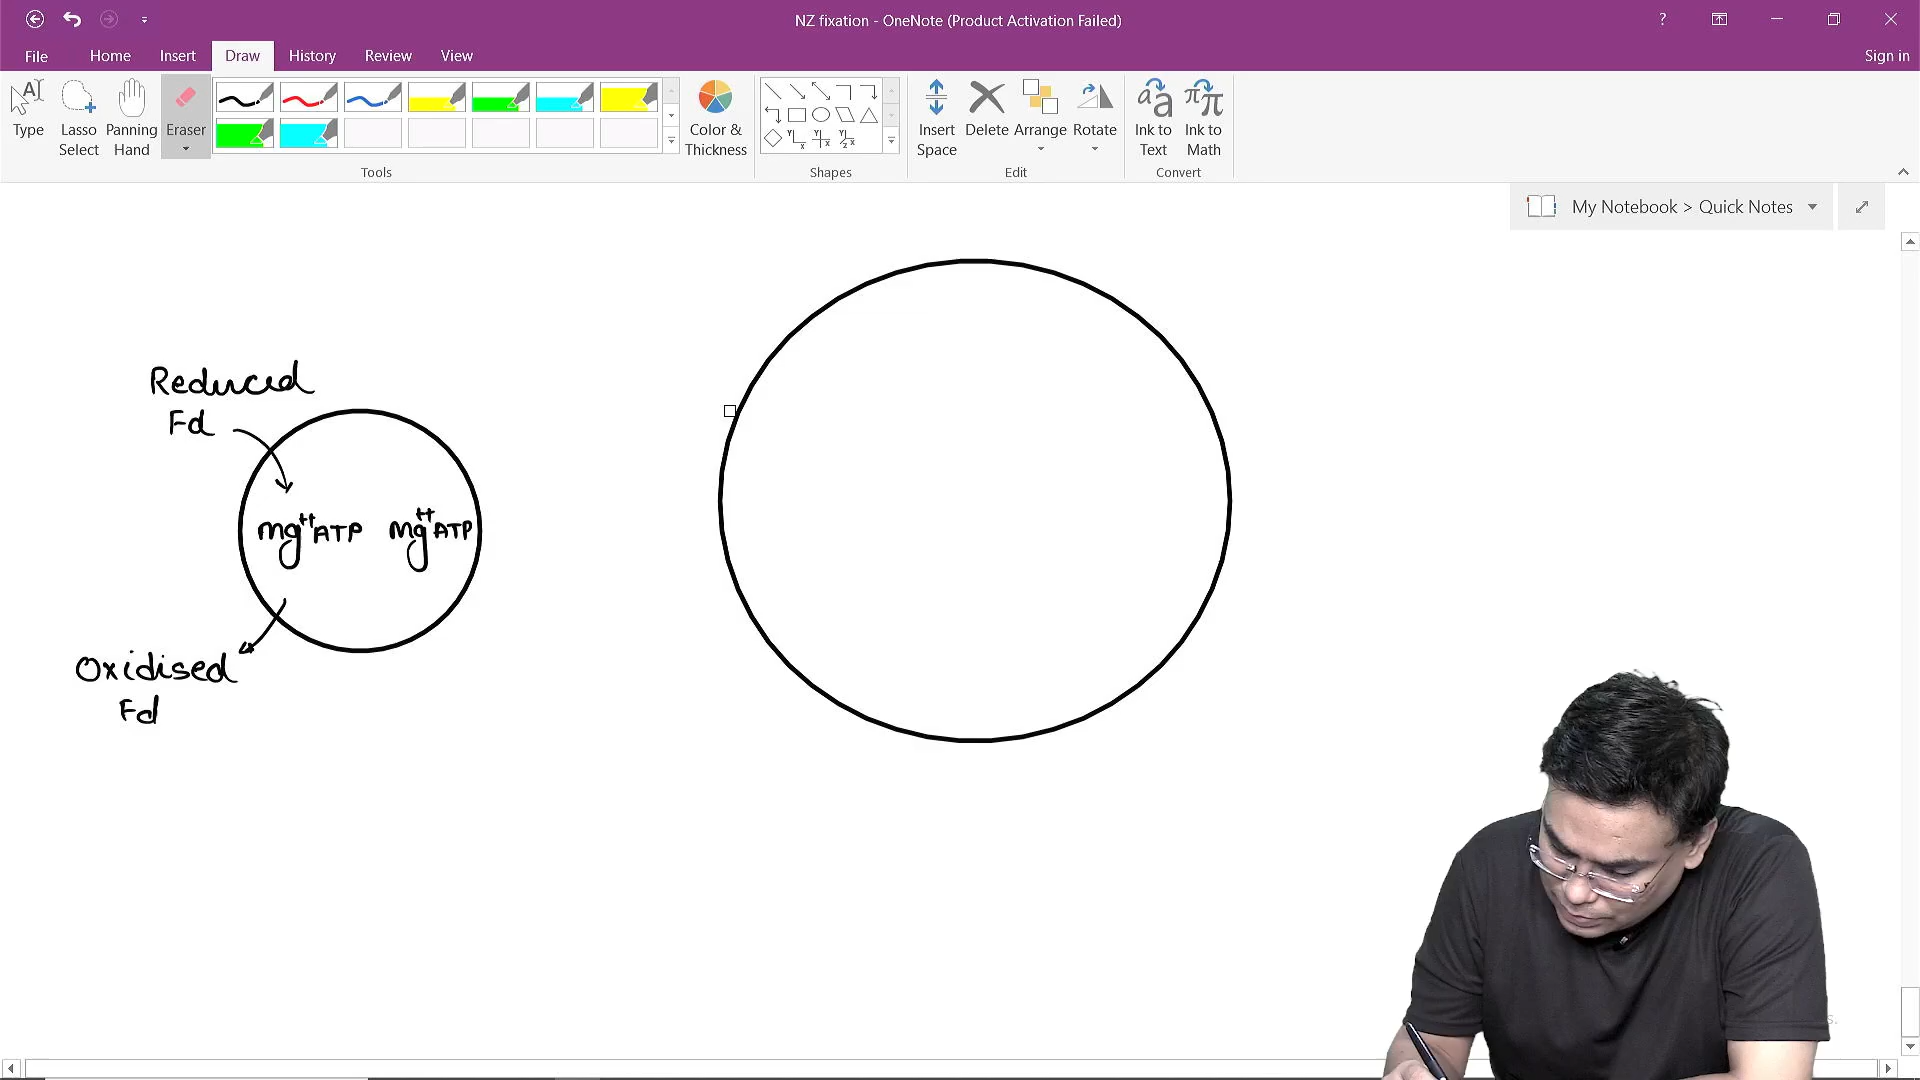 NZ fixation - OneNote (Product Activation Failed)
?
File
Home
Insert
Draw
History
Review
View
Sign in
Type
Lasso
Select
Panning
Hand
Eraser
Color &
Thickness
Insert
Space
Delete
Arrange
Rotate
Ink to
Text
Ink to
Math
Tools
Shapes
Edit
Convert
My Notebook > Quick Notes
Reduced
Fd
Mg++ATP Mg++ATP
Oxidised
Fd